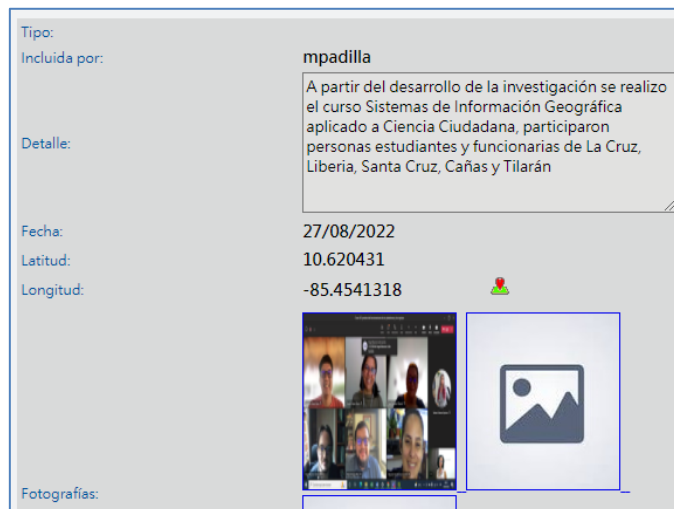 Tipo:
Incluida por: mpadilla
Detalle:
A partir del desarrollo de la investigación se realizo
el curso Sistemas de Información Geográfica
aplicado a Ciencia Ciudadana, participaron
personas estudiantes y funcionarias de La Cruz,
Liberia, Santa Cruz, Cañas y Tilarán
Fecha: 27/08/2022
Latitud: 10.620431
Longitud: -85.4541318
Fotografías: